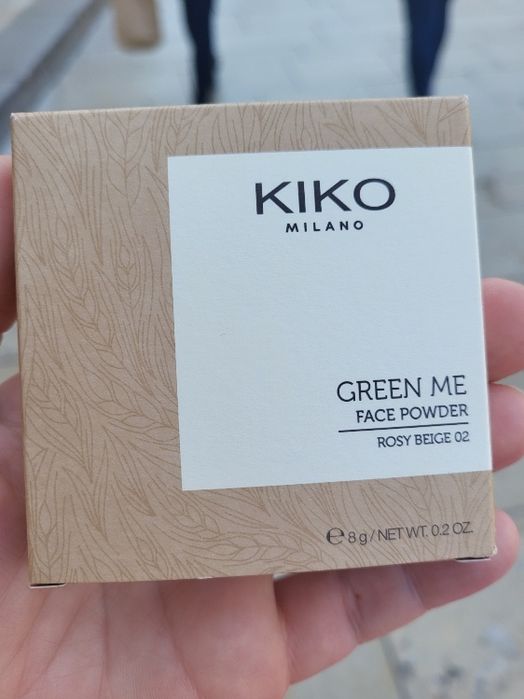 KIKO
MILANO
GREEN ME
FACE POWDER
ROSY BEIGE 02
℮ 8 g / NET WT. 0.2 OZ.